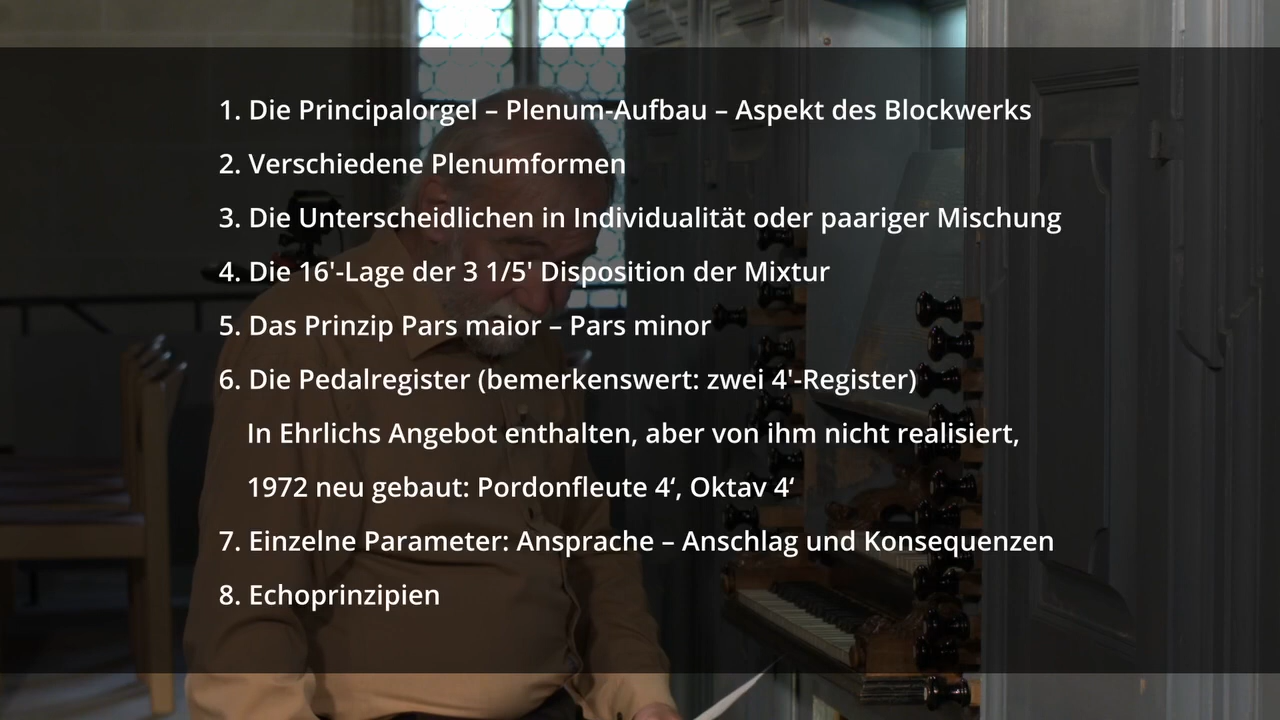 1. Die Principalorgel – Plenum-Aufbau – Aspekt des Blockwerks
2. Verschiedene Plenumformen
3. Die Unterscheidlichen in Individualität oder paariger Mischung
4. Die 16'-Lage der 3 1/5' Disposition der Mixtur
5. Das Prinzip Pars maior – Pars minor
6. Die Pedalregister (bemerkenswert: zwei 4'-Register)
In Ehrlichs Angebot enthalten, aber von ihm nicht realisiert,
1972 neu gebaut: Pordonfleute 4‘, Oktav 4‘
7. Einzelne Parameter: Ansprache – Anschlag und Konsequenzen
8. Echoprinzipien